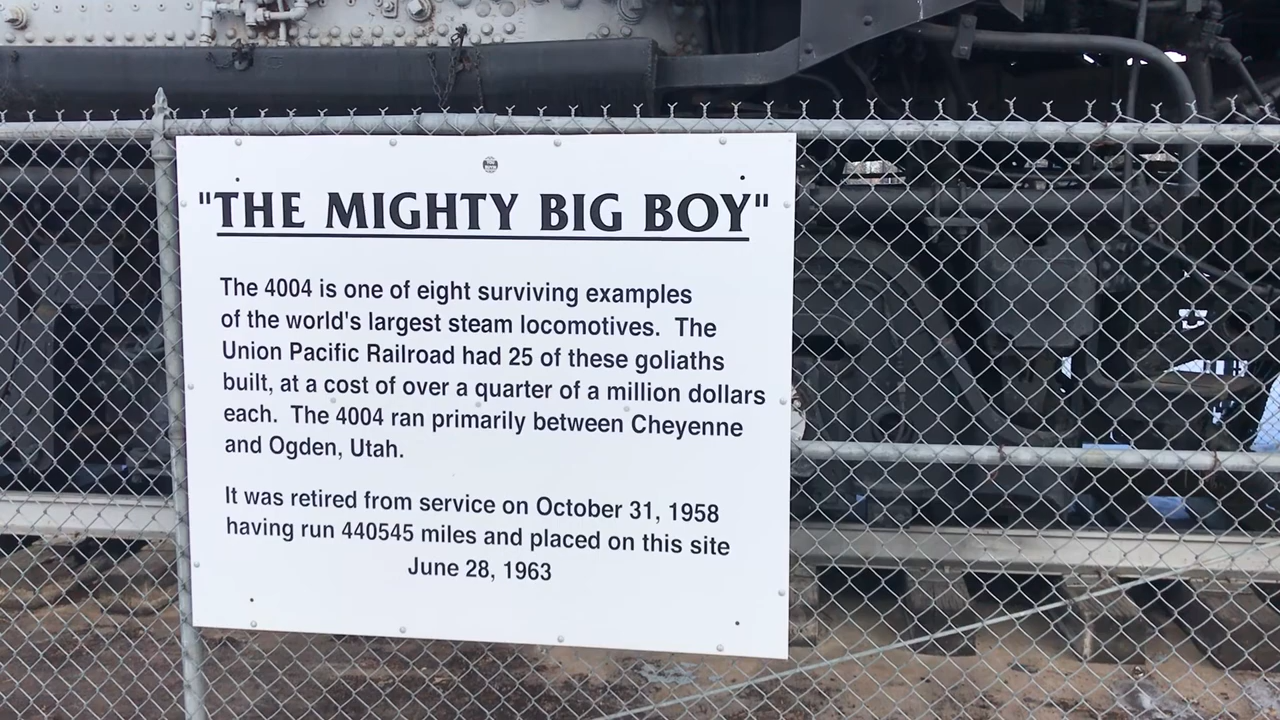 "THE MIGHTY BIG BOY"
The 4004 is one of eight surviving examples
of the world's largest steam locomotives. The
Union Pacific Railroad had 25 of these goliaths
built, at a cost of over a quarter of a million dollars
each. The 4004 ran primarily between Cheyenne
and Ogden, Utah.
It was retired from service on October 31, 1958
having run 440545 miles and placed on this site
June 28, 1963